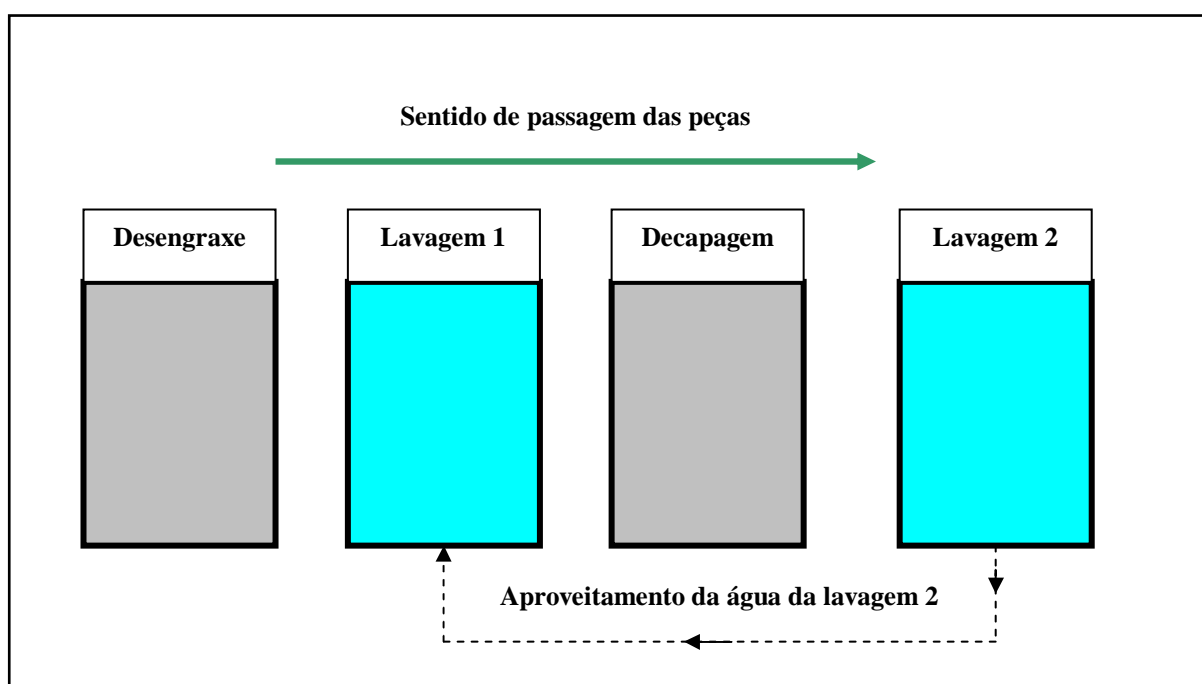 Sentido de passagem das peças
Desengraxe
Lavagem 1
Decapagem
Lavagem 2
Aproveitamento da água da lavagem 2